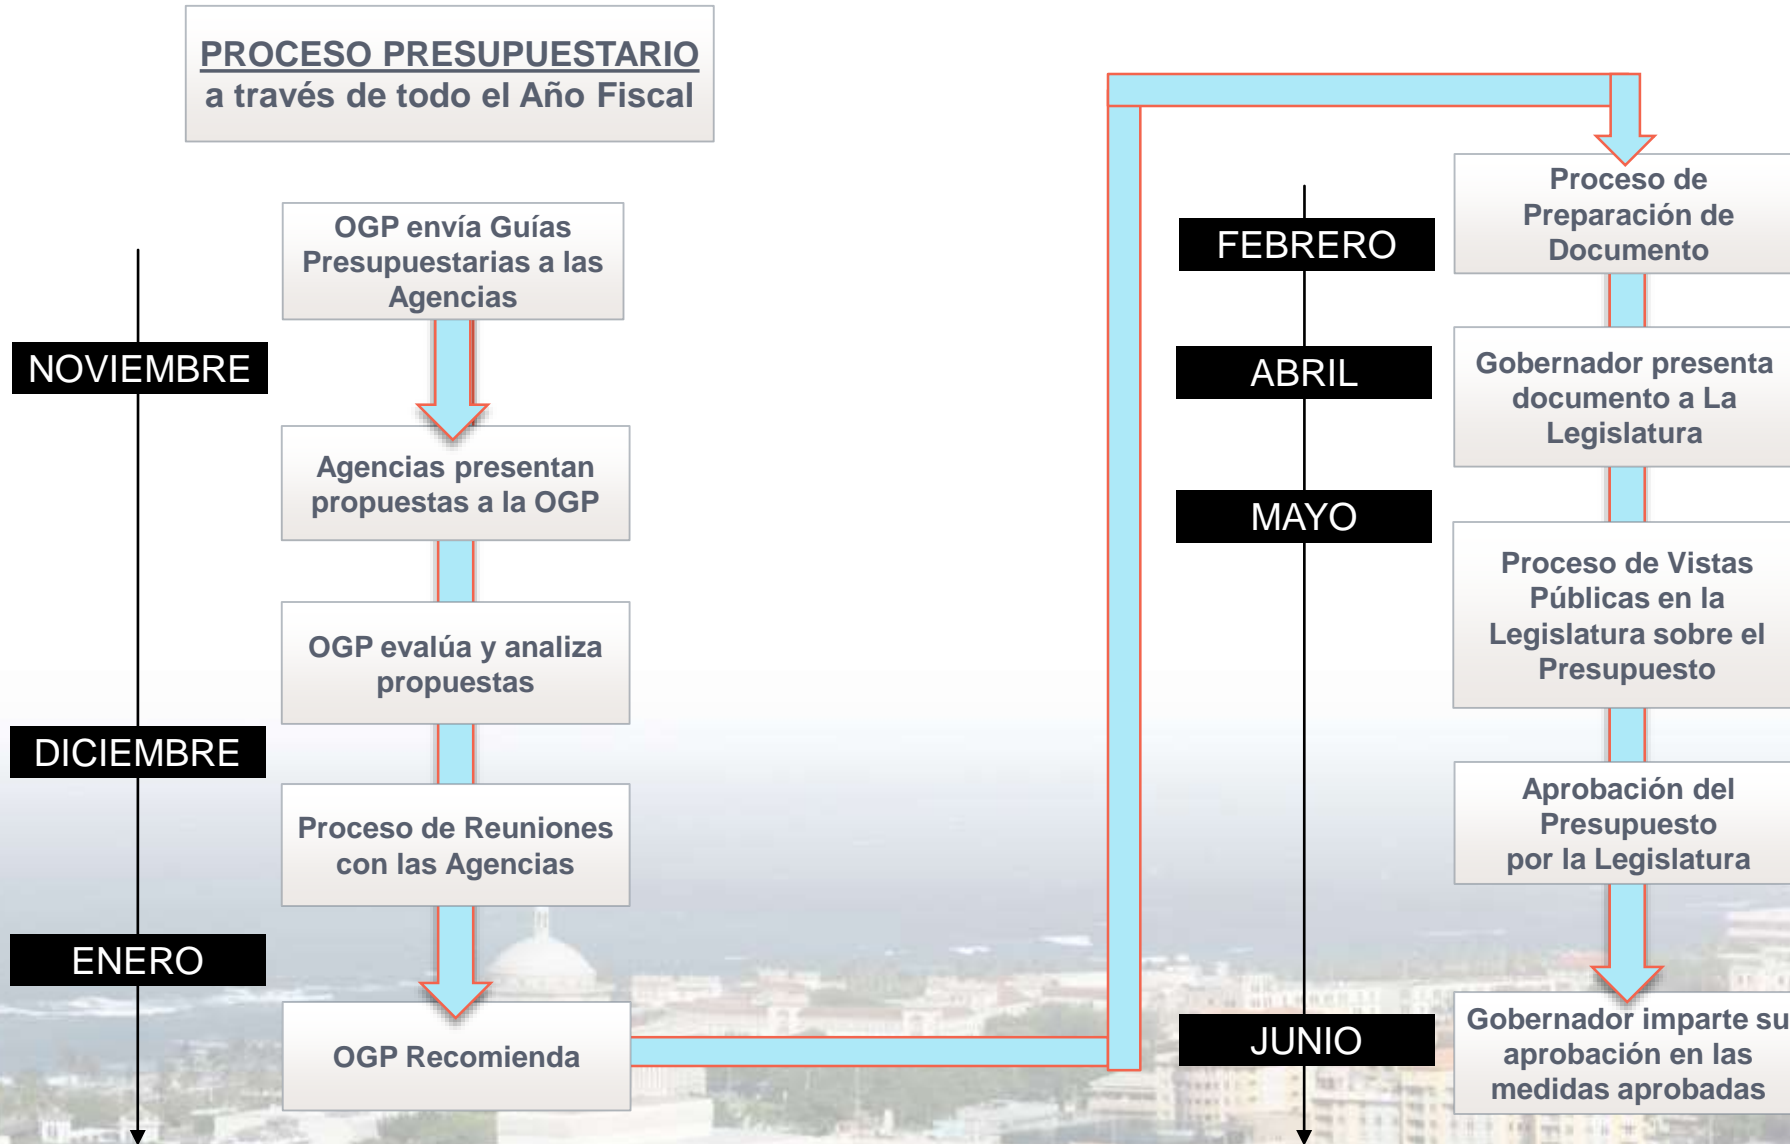 PROCESO PRESUPUESTARIO
a través de todo el Año Fiscal
OGP envía Guías
Presupuestarias a las
Agencias
NOVIEMBRE
Agencias presentan
propuestas a la OGP
OGP evalúa y analiza
propuestas
DICIEMBRE
Proceso de Reuniones
con las Agencias
ENERO
OGP Recomienda
Proceso de
Preparación de
Documento
FEBRERO
Gobernador presenta
documento a La
Legislatura
ABRIL
MAYO
Proceso de Vistas
Públicas en la
Legislatura sobre el
Presupuesto
Aprobación del
Presupuesto
por la Legislatura
JUNIO
Gobernador imparte su
aprobación en las
medidas aprobadas